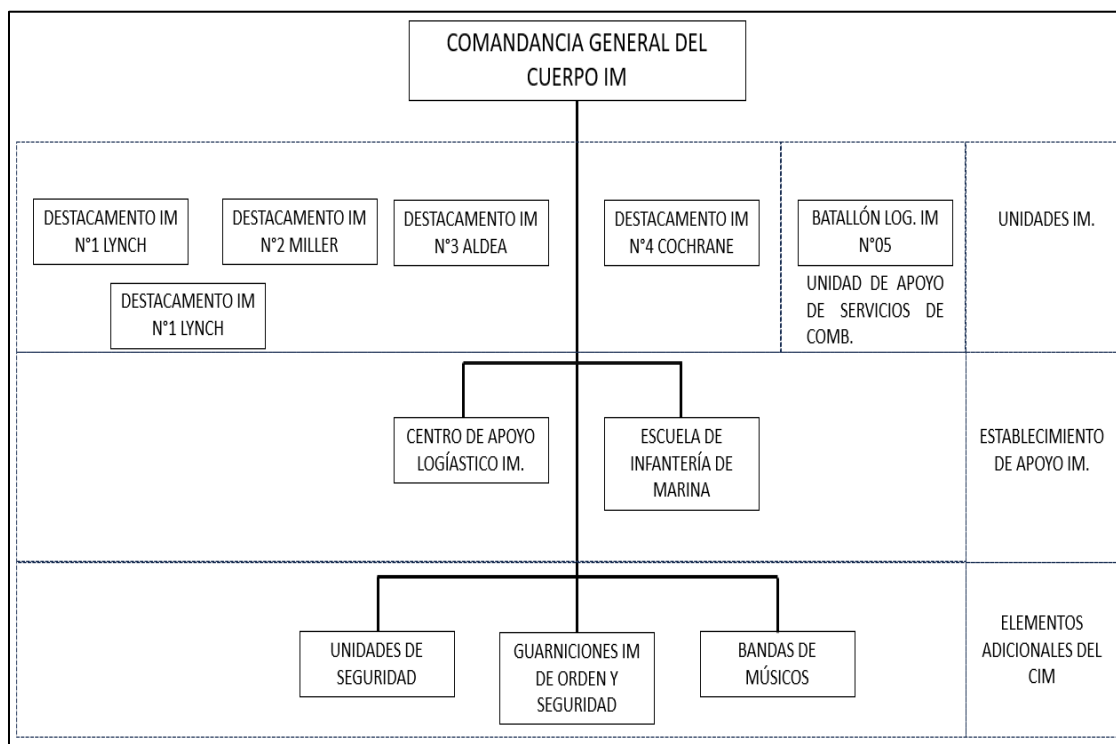 COMANDANCIA GENERAL DEL
CUERPO IM
DESTACAMENTO IM
N°1 LYNCH
DESTACAMENTO IM
N°2 MILLER
DESTACAMENTO IM
N°3 ALDEA
DESTACAMENTO IM
N°4 COCHRANE
BATALLÓN LOG. IM
N°05
UNIDAD DE APOYO
DE SERVICIOS DE
COMB.
UNIDADES IM.
DESTACAMENTO IM
N°1 LYNCH
CENTRO DE APOYO
LOGÍASTICO IM.
ESCUELA DE
INFANTERÍA DE
MARINA
ESTABLECIMIENTO
DE APOYO IM.
UNIDADES DE
SEGURIDAD
GUARNICIONES IM
DE ORDEN Y
SEGURIDAD
BANDAS DE
MÚSICOS
ELEMENTOS
ADICIONALES DEL
CIM